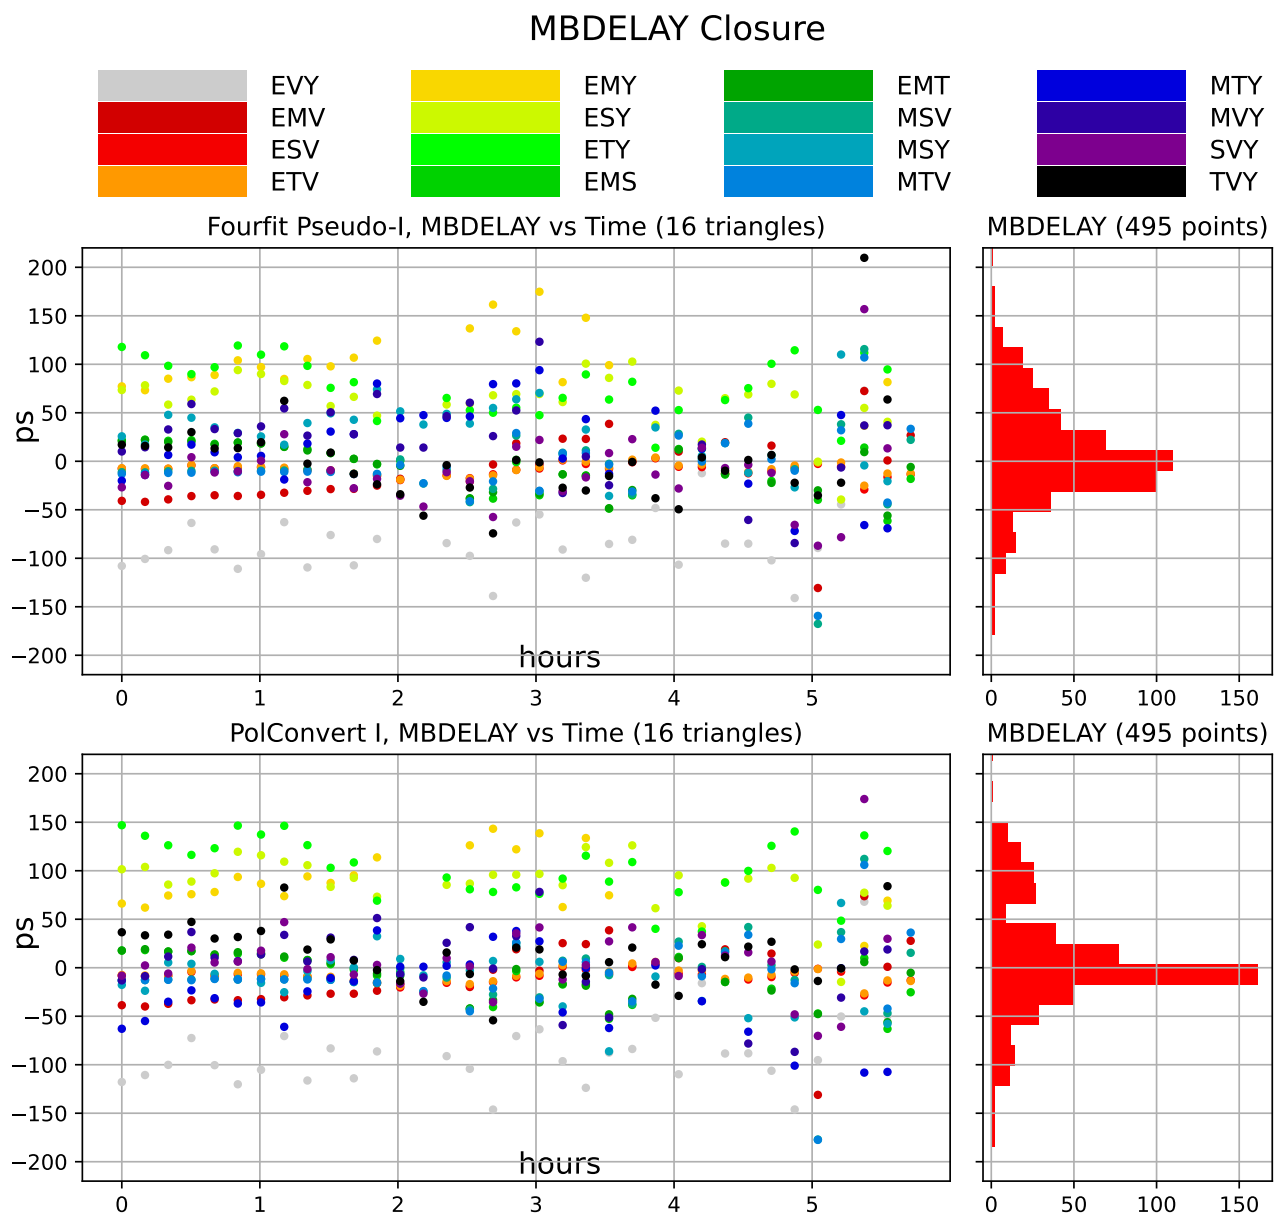 MBDELAY Closure
EVY EMY EMT MTY
EMV ESY MSV MVY
ESV ETY MSY SVY
ETV EMS MTV TVY
Fourfit Pseudo-I, MBDELAY vs Time (16 triangles)
MBDELAY (495 points)
200
150
100
50
0
−50
−100
−150
−200
ps
hours
0 1 2 3 4 5
0 50 100 150
PolConvert I, MBDELAY vs Time (16 triangles)
MBDELAY (495 points)
200
150
100
50
0
−50
−100
−150
−200
ps
hours
0 1 2 3 4 5
0 50 100 150